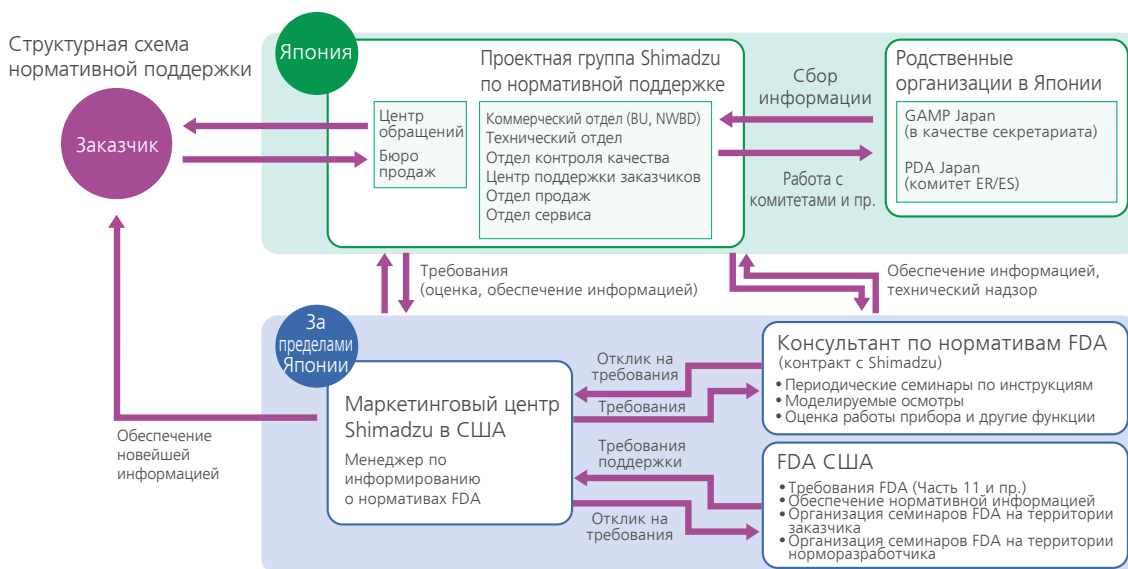 Структурная схема
нормативной поддержки
Заказчик
Япония
Проектная группа Shimadzu
по нормативной поддержке
Центр
обращений
Бюро
продаж
Коммерческий отдел (BU, NWBD)
Технический отдел
Отдел контроля качества
Центр поддержки заказчиков
Отдел продаж
Отдел сервиса
Сбор
информации
Работа с
комитетами и пр.
Родственные
организации в Японии
GAMP Japan
(в качестве секретариата)
PDA Japan
(комитет ER/ES)
Требования
(оценка, обеспечение информацией)
Обеспечение информацией,
технический надзор
За
пределами
Японии
Обеспечение
новейшей
информацией
Маркетинговый центр
Shimadzu в США
Менеджер по
информированию
о нормативах FDA
Отклик на
требования
Требования
Требования
поддержки
Отклик на
требования
Консультант по нормативам FDA
(контракт с Shimadzu)
• Периодические семинары по инструкциям
• Моделируемые осмотры
• Оценка работы прибора и другие функции
FDA США
• Требования FDA (Часть 11 и пр.)
• Обеспечение нормативной информацией
• Организация семинаров FDA на территории
заказчика
• Организация семинаров FDA на территории
норморазработчика